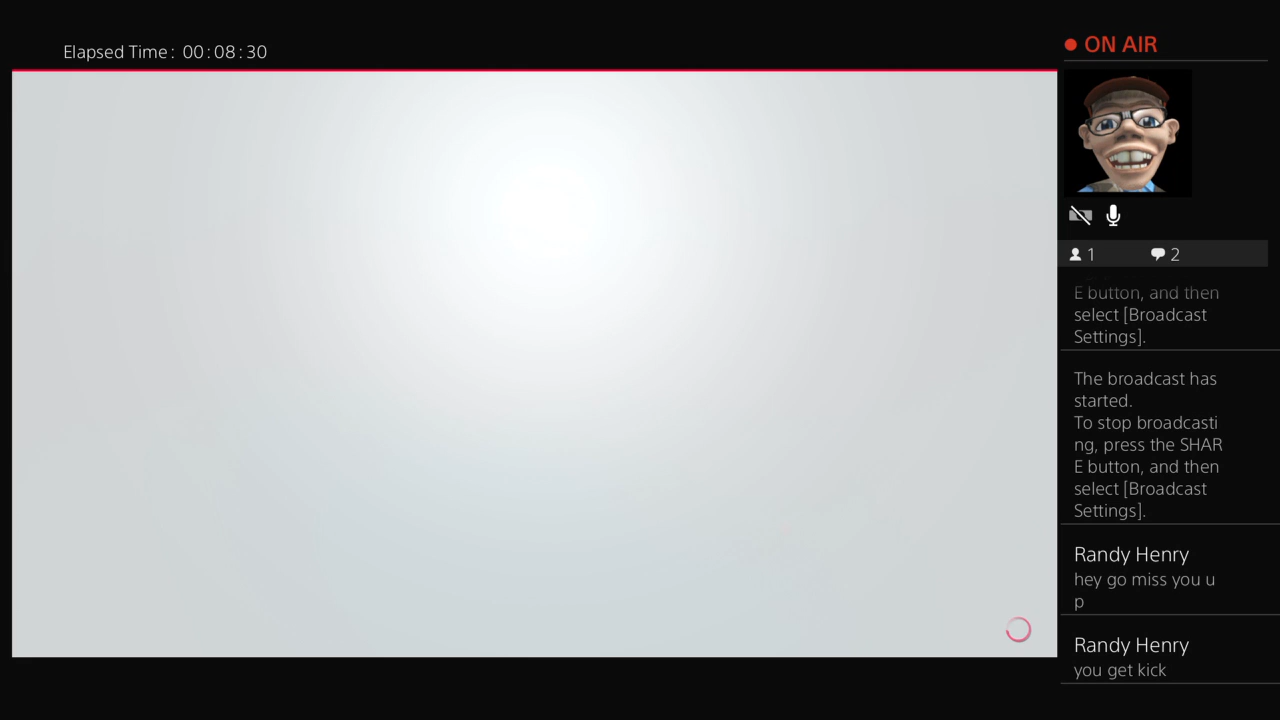 Elapsed Time: 00:08:30
ON AIR
1
2
E button, and then
select [Broadcast
Settings].
The broadcast has
started.
To stop broadcasti
ng, press the SHAR
E button, and then
select [Broadcast
Settings].
Randy Henry
hey go miss you u
p
Randy Henry
you get kick